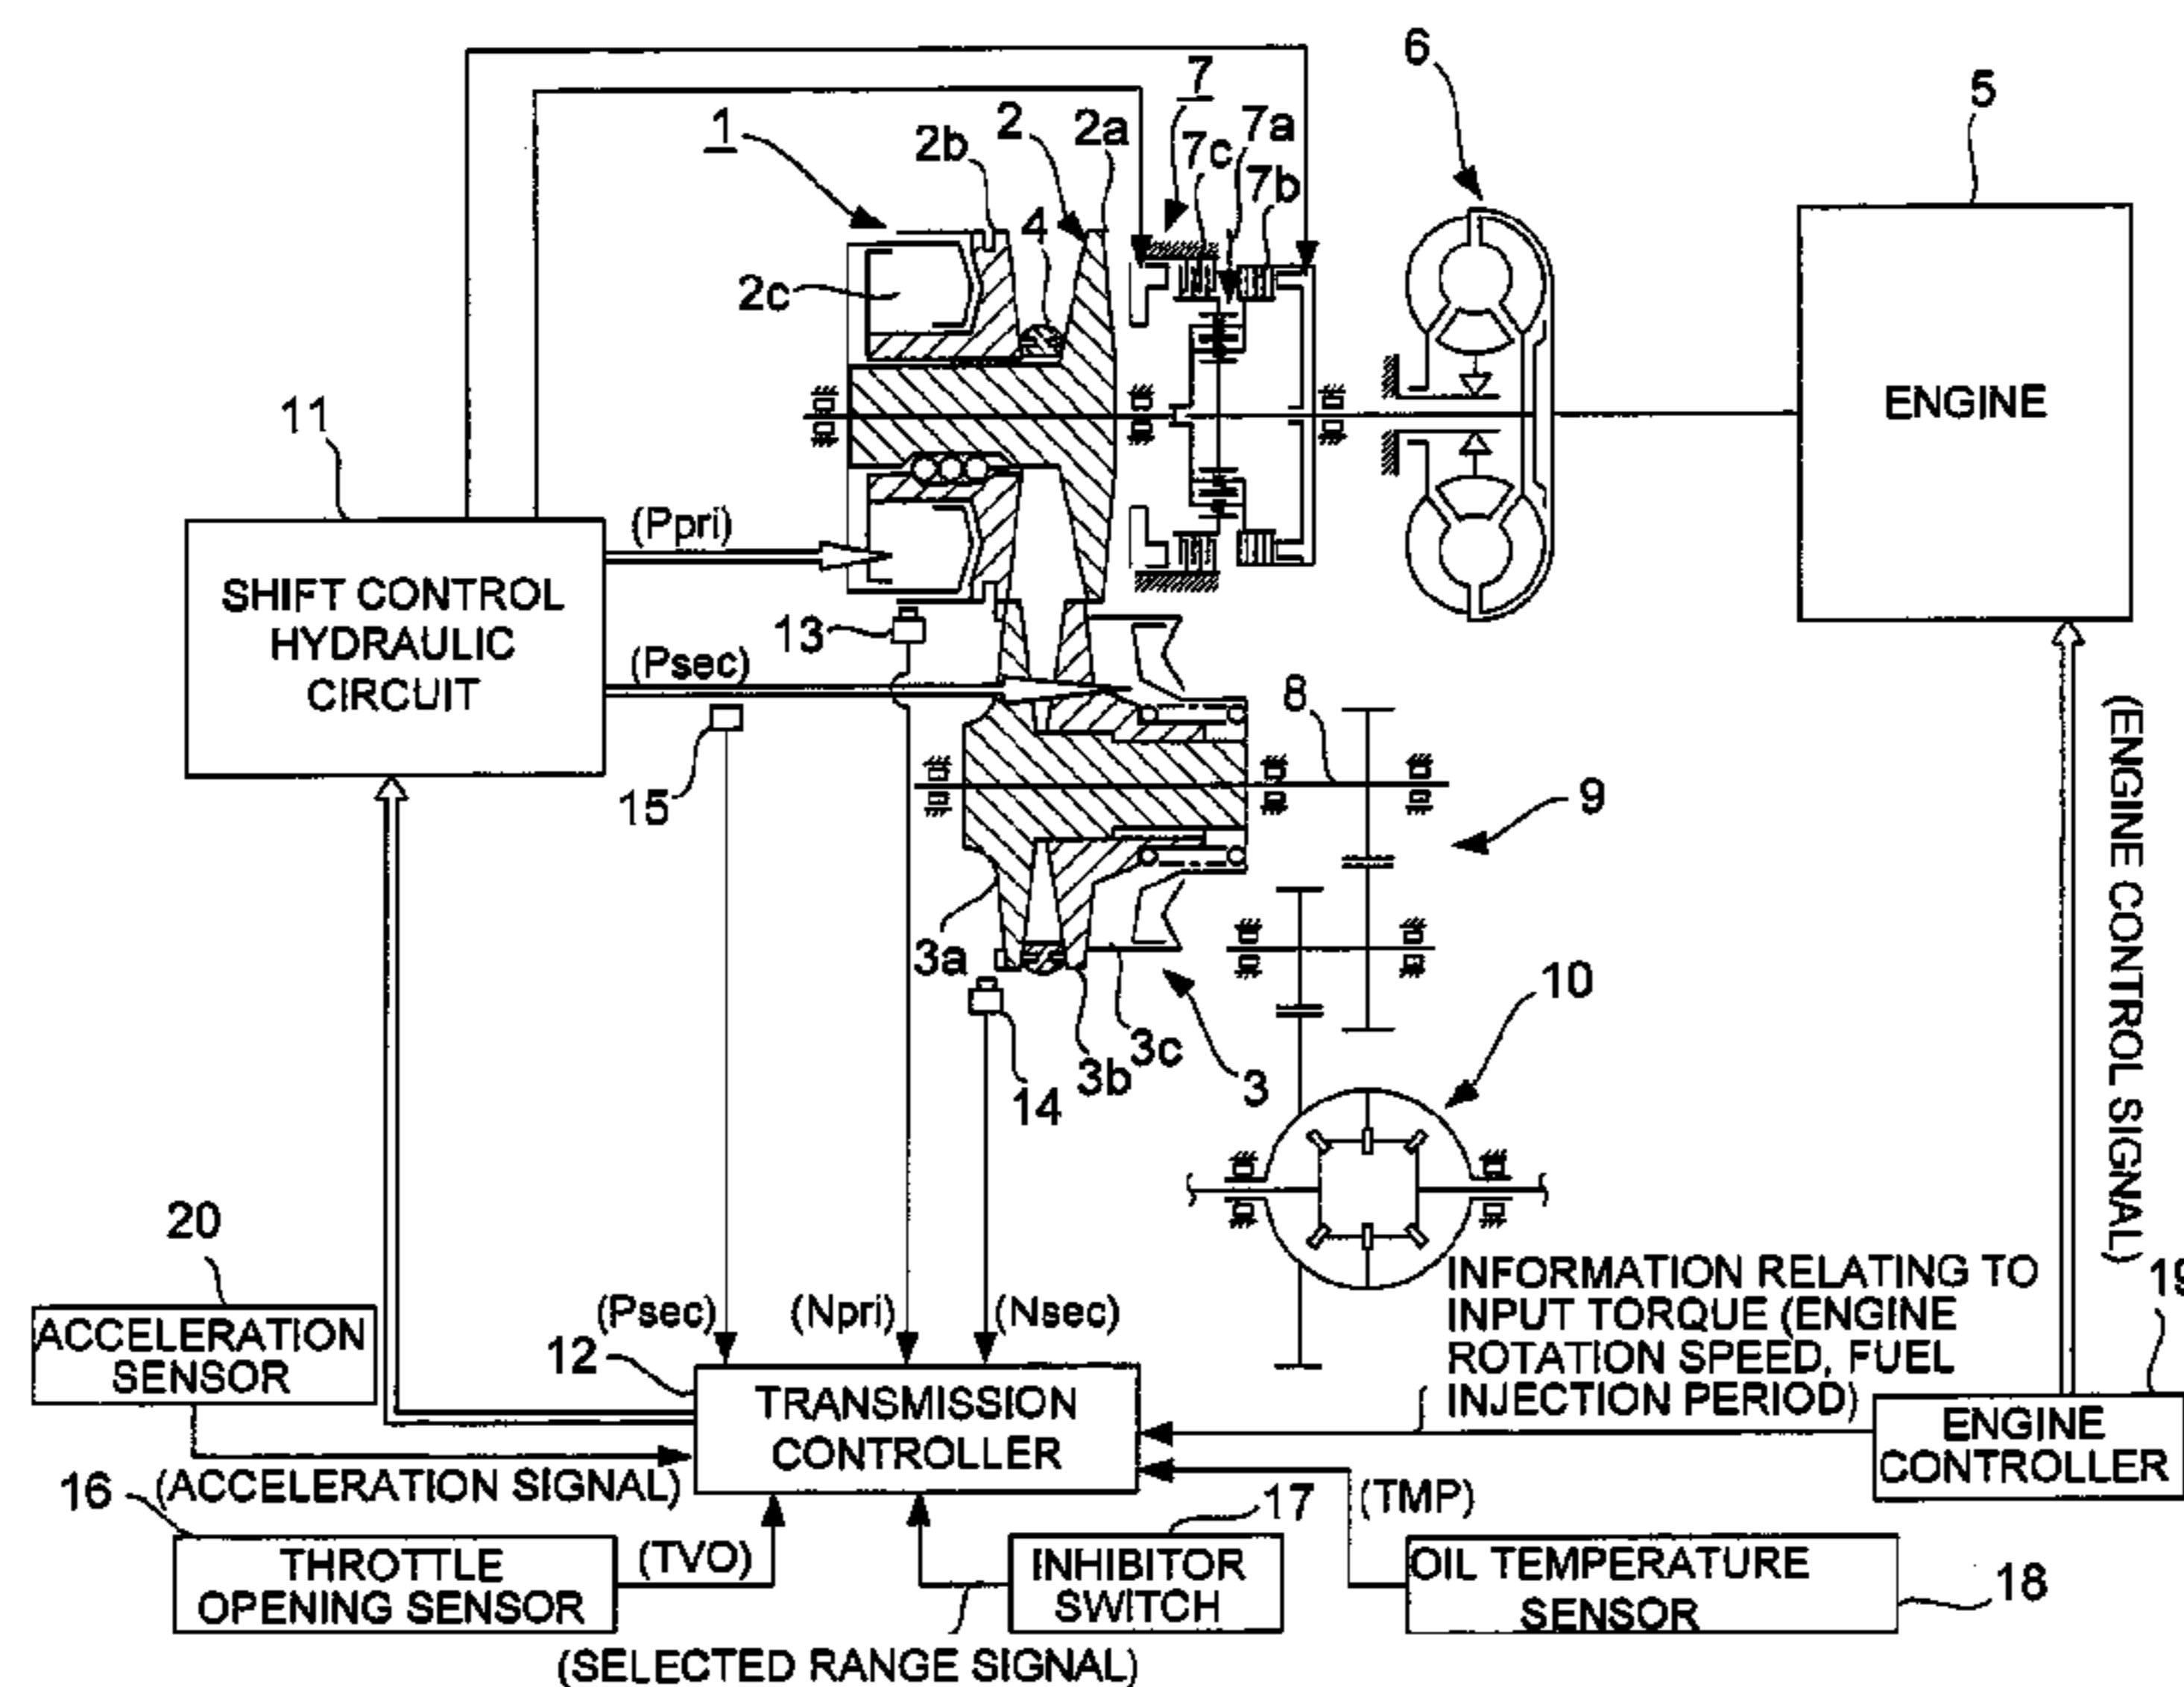 6
5
7
1
2b
2
2a
7c
7a
7b
4
2c
ENGINE
11
(Ppri)
SHIFT CONTROL
HYDRAULIC
CIRCUIT
13
(Psec)
8
15
9
(ENGINE CONTROL SIGNAL)
3a
10
14
3b
3c
3
20
19
ACCELERATION
SENSOR
(Psec)
(Npri)
(Nsec)
INFORMATION RELATING TO
INPUT TORQUE (ENGINE
ROTATION SPEED, FUEL
INJECTION PERIOD)
12
TRANSMISSION
CONTROLLER
ENGINE
CONTROLLER
16
(ACCELERATION SIGNAL)
17
(TMP)
THROTTLE
OPENING SENSOR
(TVO)
INHIBITOR
SWITCH
OIL TEMPERATURE
SENSOR
18
(SELECTED RANGE SIGNAL)